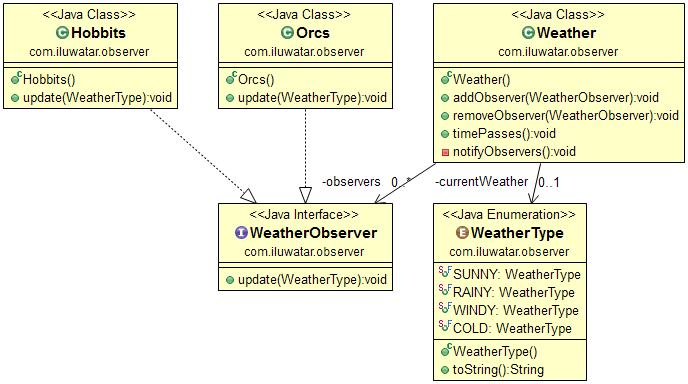 <<Java Class>>
Hobbits
com.iluwatar.observer
Hobbits()
update(WeatherType):void
<<Java Class>>
Orcs
com.iluwatar.observer
Orcs()
update(WeatherType):void
<<Java Class>>
Weather
com.iluwatar.observer
Weather()
addObserver(WeatherObserver):void
removeObserver(WeatherObserver):void
timePasses():void
notifyObservers():void
-observers
0..*
-currentWeather
0..1
<<Java Interface>>
WeatherObserver
com.iluwatar.observer
update(WeatherType):void
<<Java Enumeration>>
WeatherType
com.iluwatar.observer
SUNNY: WeatherType
RAINY: WeatherType
WINDY: WeatherType
COLD: WeatherType
WeatherType()
toString():String